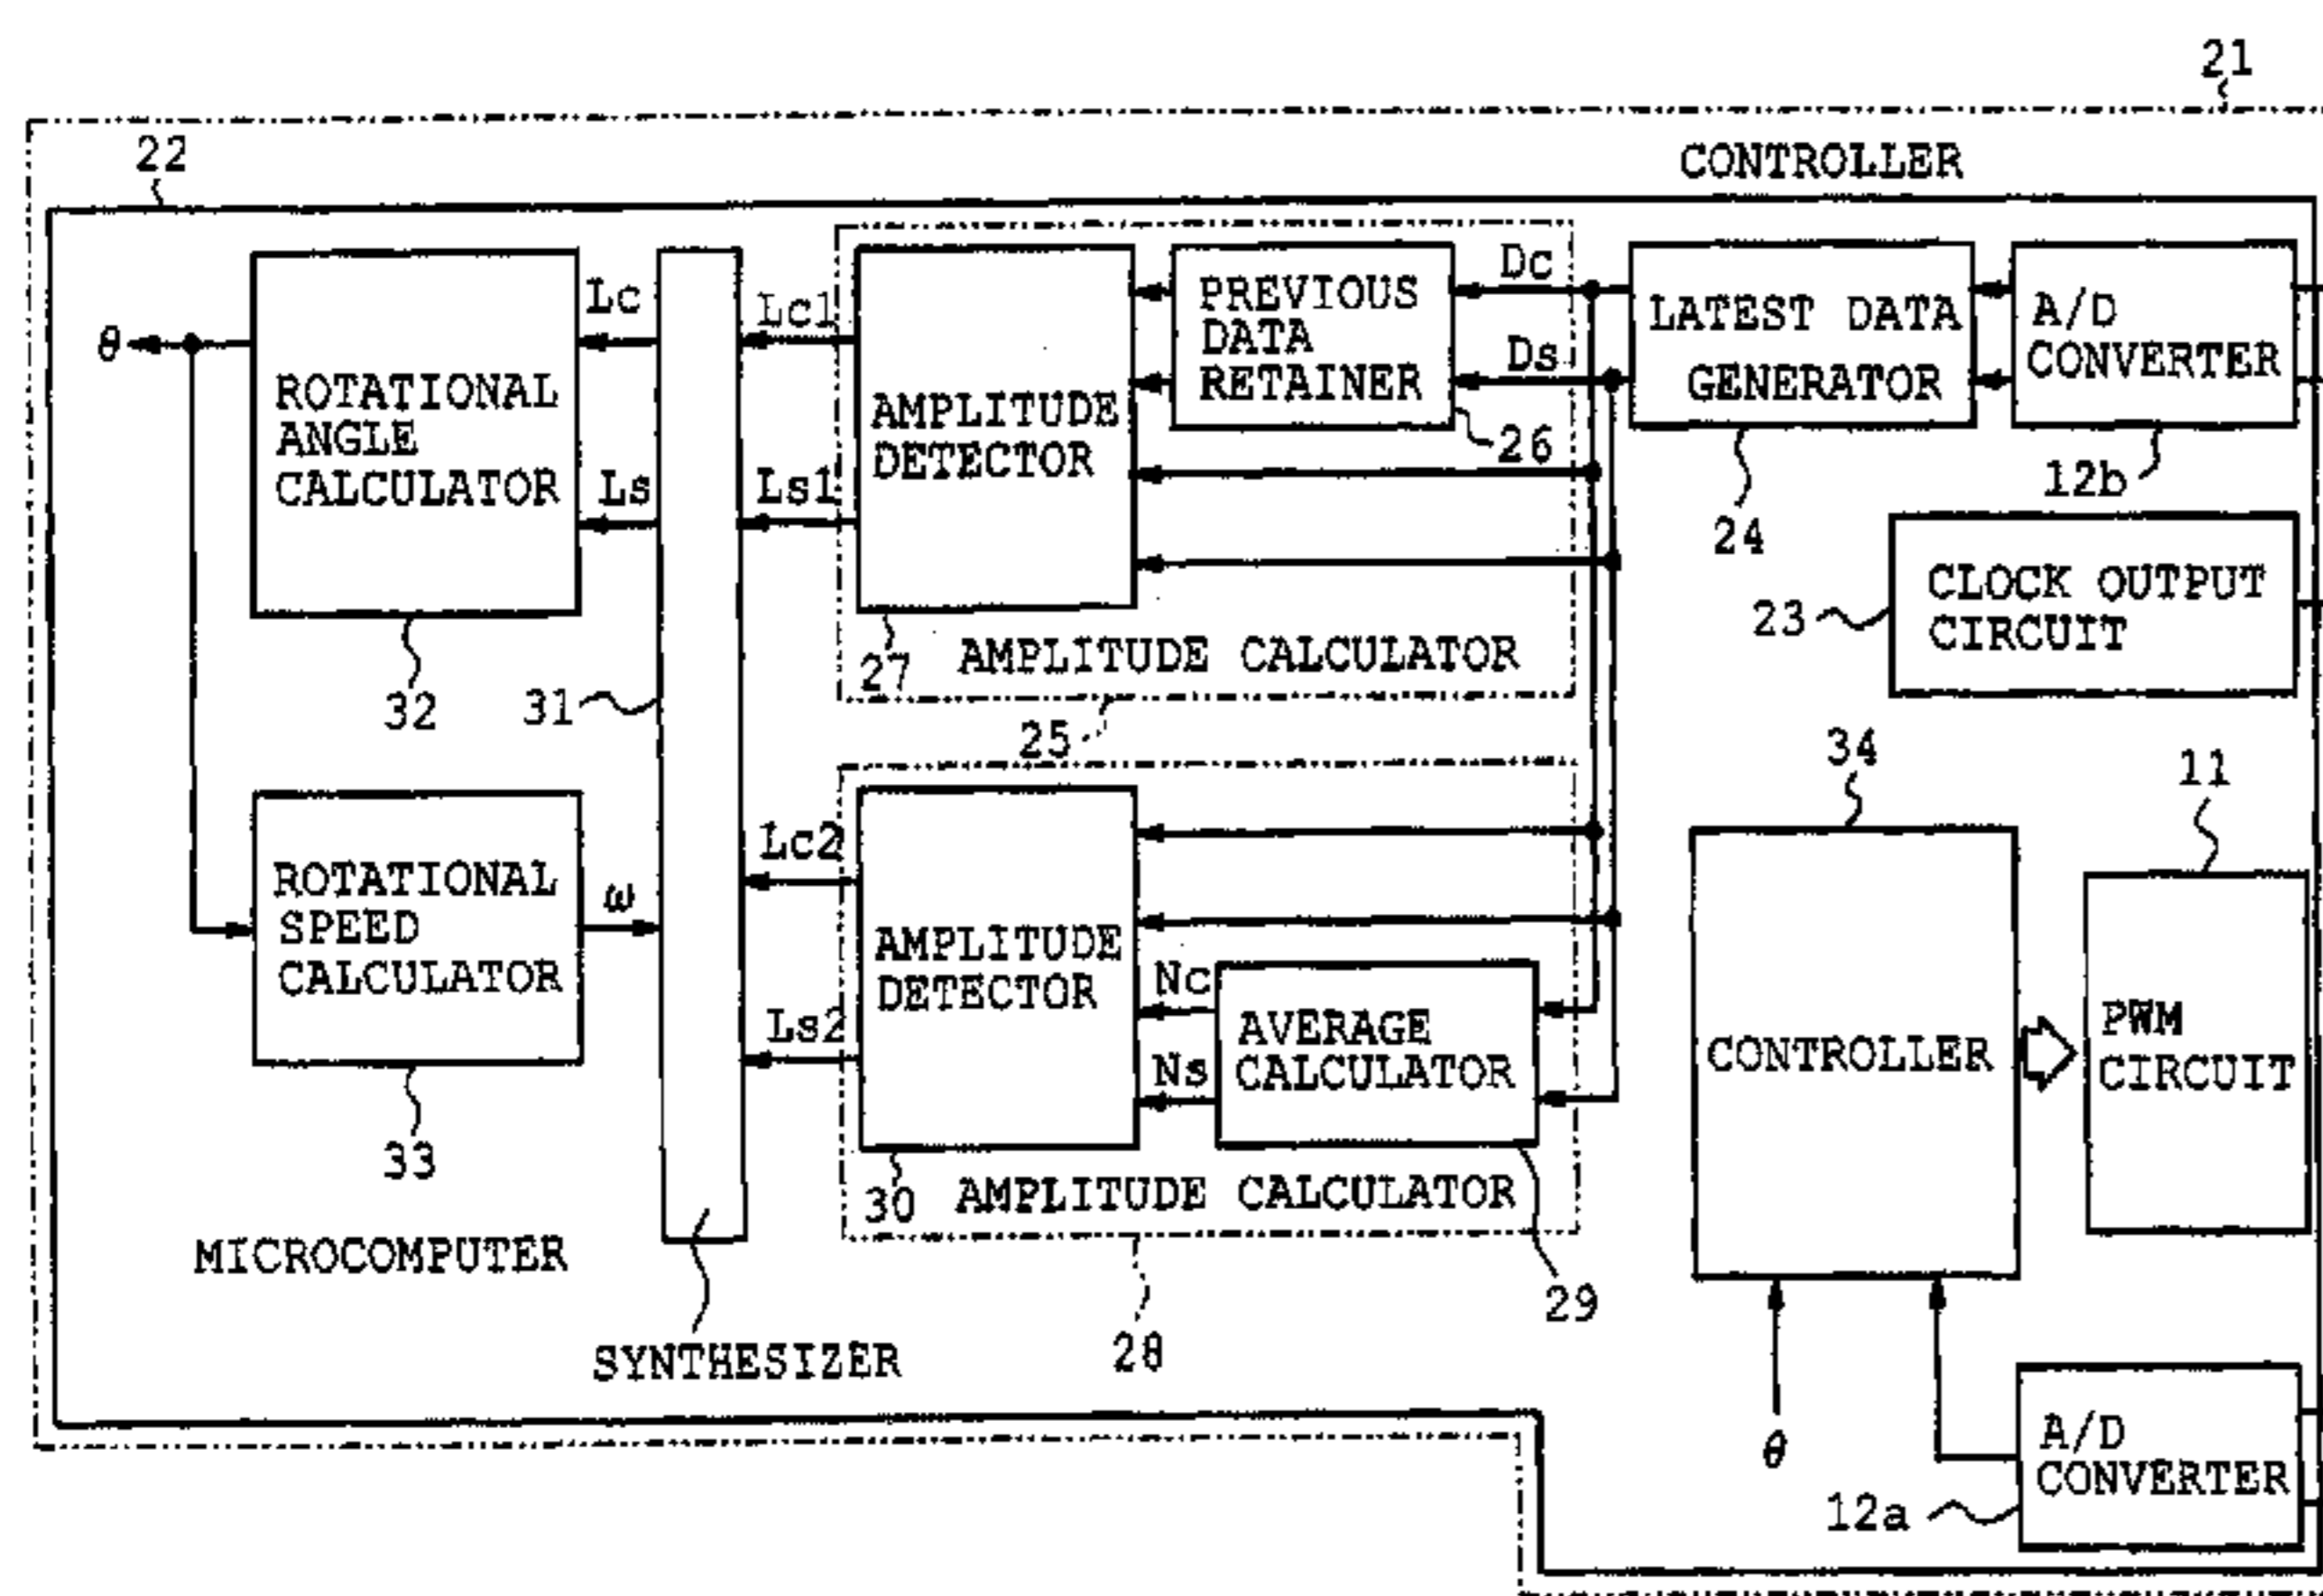 21
CONTROLLER
22
ROTATIONAL
ANGLE
CALCULATOR
32
θ
Lc
Ls
31
Lc1
Ls1
AMPLITUDE
DETECTOR
27
PREVIOUS
DATA
RETAINER
26
AMPLITUDE CALCULATOR
25
Dc
Ds
LATEST DATA
GENERATOR
24
A/D
CONVERTER
12b
23
CLOCK OUTPUT
CIRCUIT
ROTATIONAL
SPEED
CALCULATOR
33
ω
Lc2
Ls2
AMPLITUDE
DETECTOR
30
Nc
Ns
AVERAGE
CALCULATOR
29
AMPLITUDE CALCULATOR
28
34
CONTROLLER
11
PWM
CIRCUIT
MICROCOMPUTER
SYNTHESIZER
θ
A/D
CONVERTER
12a